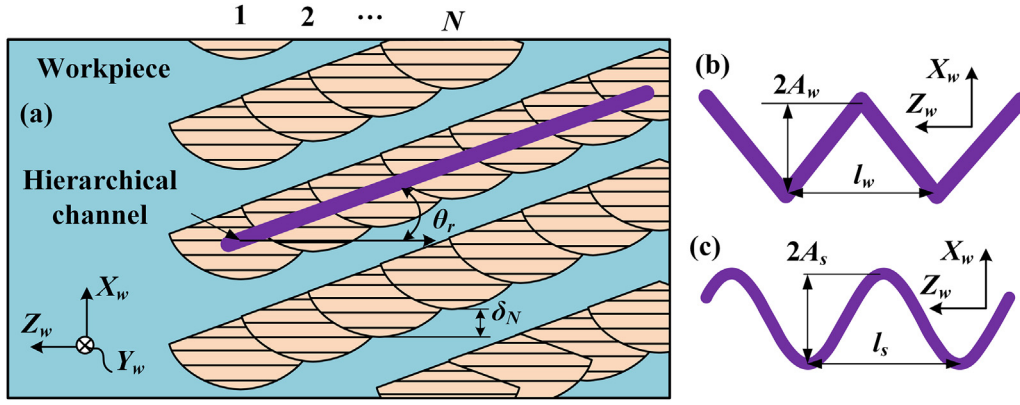 1 2 ... N
Workpiece
(a)
Hierarchical
channel
θr
δN
Xw
Zw
Yw
(b)
2Aw
Xw
Zw
lw
(c)
2As
Xw
Zw
ls